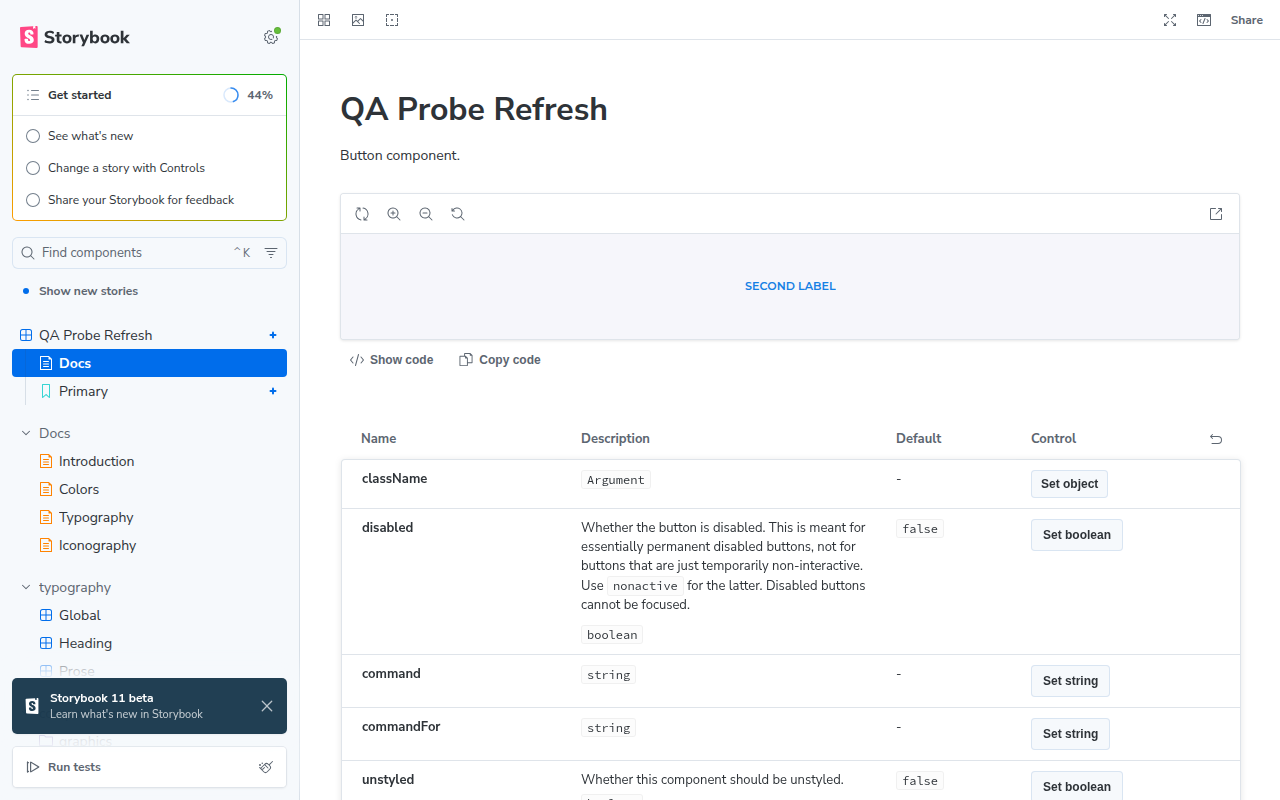 Storybook
Get started
44%
See what's new
Change a story with Controls
Share your Storybook for feedback
Find components
⌃ K
Show new stories
QA Probe Refresh
Docs
Primary
Docs
Introduction
Colors
Typography
Iconography
typography
Global
Heading
Prose
graphics
Storybook 11 beta
Learn what's new in Storybook
Run tests
Share
QA Probe Refresh
Button component.
SECOND LABEL
Show code
Copy code
Name Description Default Control
className Argument - Set object
disabled Whether the button is disabled. This is meant for false Set boolean
essentially permanent disabled buttons, not for
buttons that are just temporarily non-interactive.
Use nonactive for the latter. Disabled buttons
cannot be focused.
boolean
command string - Set string
commandFor string - Set string
unstyled Whether this component should be unstyled. false Set boolean